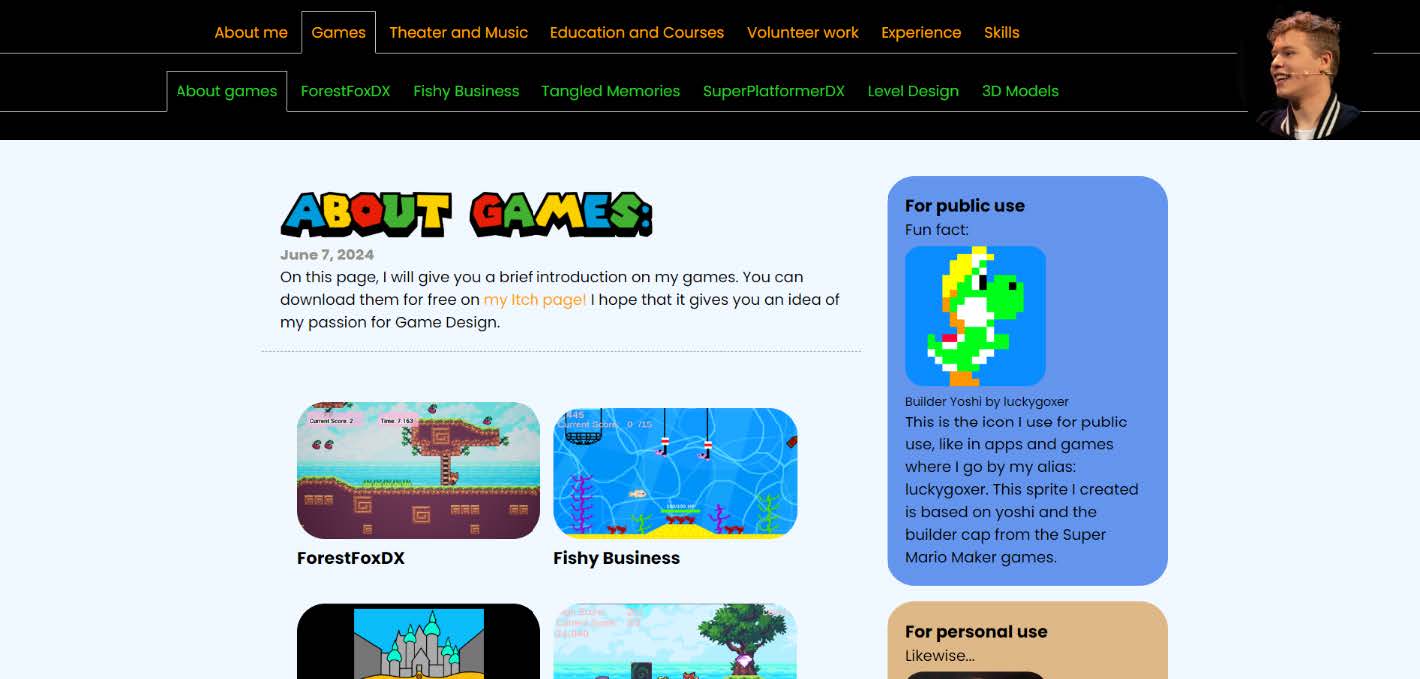 About me Games Theater and Music Education and Courses Volunteer work Experience Skills
About games ForestFoxDX Fishy Business Tangled Memories SuperPlatformerDX Level Design 3D Models
ABOUT GAMES:
June 7, 2024
On this page, I will give you a brief introduction on my games. You can
download them for free on my Itch page! I hope that it gives you an idea of
my passion for Game Design.
Current Score: 2 Time: 7.163
ForestFoxDX
445
Current Score: 0 /15
Fishy Business
For public use
Fun fact:
Builder Yoshi by luckygoxer
This is the icon I use for public
use, like in apps and games
where I go by my alias:
luckygoxer. This sprite I created
is based on yoshi and the
builder cap from the Super
Mario Maker games.
For personal use
Likewise...